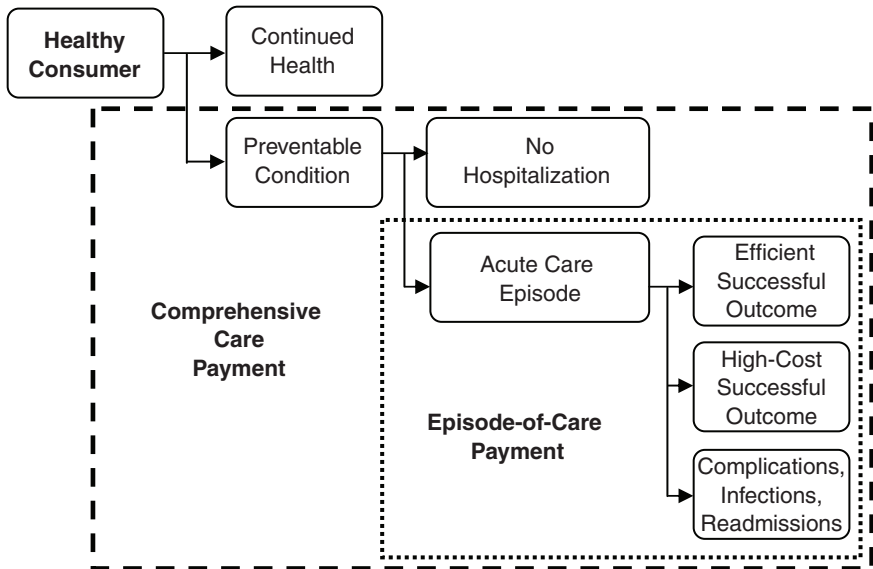 Healthy
Consumer
Continued
Health
Preventable
Condition
No
Hospitalization
Acute Care
Episode
Efficient
Successful
Outcome
Comprehensive
Care
Payment
High-Cost
Successful
Outcome
Episode-of-Care
Payment
Complications,
Infections,
Readmissions